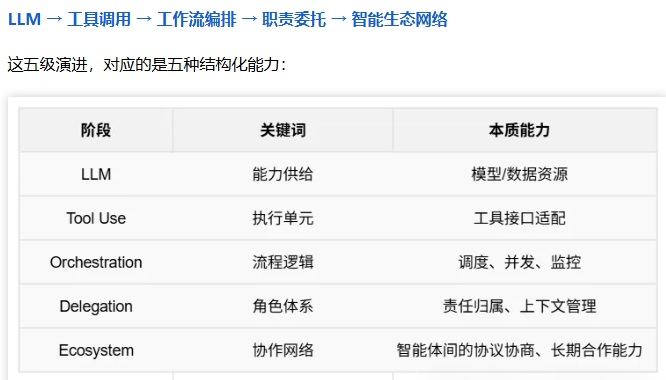 LLM → 工具调用 → 工作流编排 → 职责委托 → 智能生态网络
这五级演进，对应的是五种结构化能力：
阶段 关键词 本质能力
LLM 能力供给 模型/数据资源
Tool Use 执行单元 工具接口适配
Orchestration 流程逻辑 调度、并发、监控
Delegation 角色体系 责任归属、上下文管理
Ecosystem 协作网络 智能体间的协议协商、长期合作能力